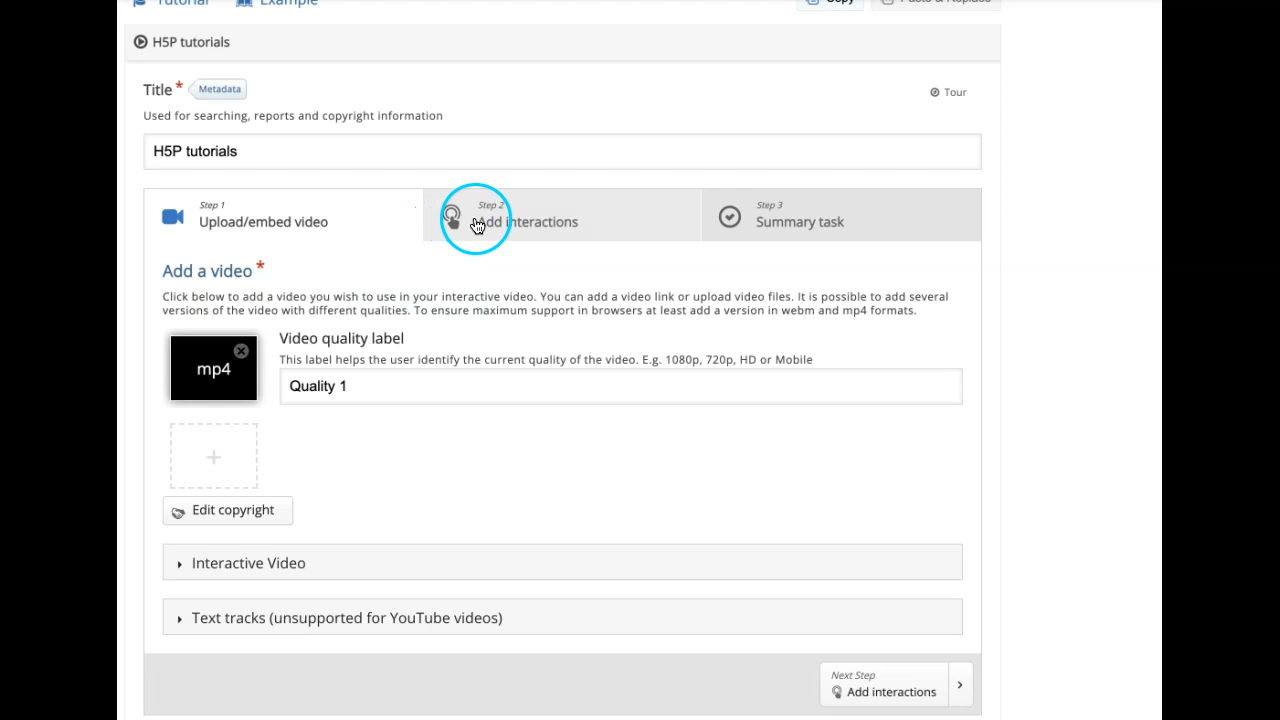 Tutorial Example Copy Paste & Replace
H5P tutorials
Title * Metadata
Tour
Used for searching, reports and copyright information
H5P tutorials
Step 1
Upload/embed video
Step 2
Add interactions
Step 3
Summary task
Add a video *
Click below to add a video you wish to use in your interactive video. You can add a video link or upload video files. It is possible to add several
versions of the video with different qualities. To ensure maximum support in browsers at least add a version in webm and mp4 formats.
mp4
Video quality label
This label helps the user identify the current quality of the video. E.g. 1080p, 720p, HD or Mobile
Quality 1
+
Edit copyright
Interactive Video
Text tracks (unsupported for YouTube videos)
Next Step
Add interactions